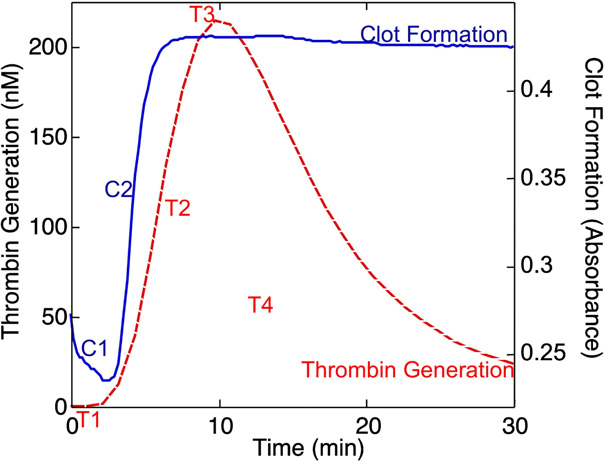 T3
200
Clot Formation
0.4
150
C2
0.35
T2
100
0.3
T4
50
C1
0.25
Thrombin Generation
0
T1
0
10
20
30
Time (min)
Thrombin Generation (nM)
Clot Formation (Absorbance)